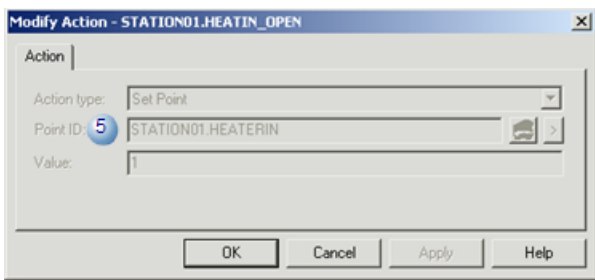 Modify Action - STATION01.HEATIN_OPEN
Action
Action type: Set Point
Point ID: 5 STATION01.HEATERIN >
Value: 1
OK Cancel Apply Help